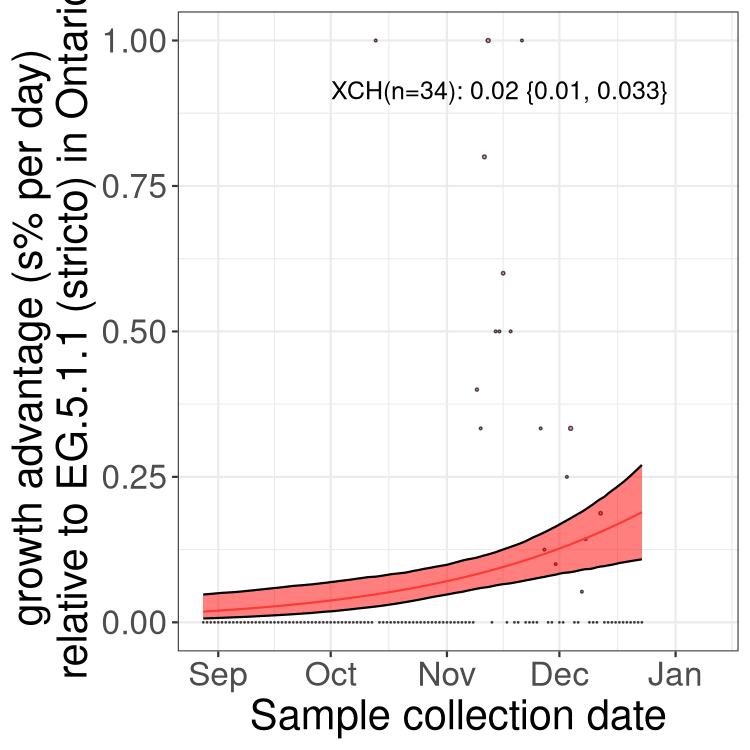 growth advantage (s% per day)
relative to EG.5.1.1 (stricto) in Ontario
1.00
0.75
0.50
0.25
0.00
XCH(n=34): 0.02 {0.01, 0.033}
Sep Oct Nov Dec Jan
Sample collection date